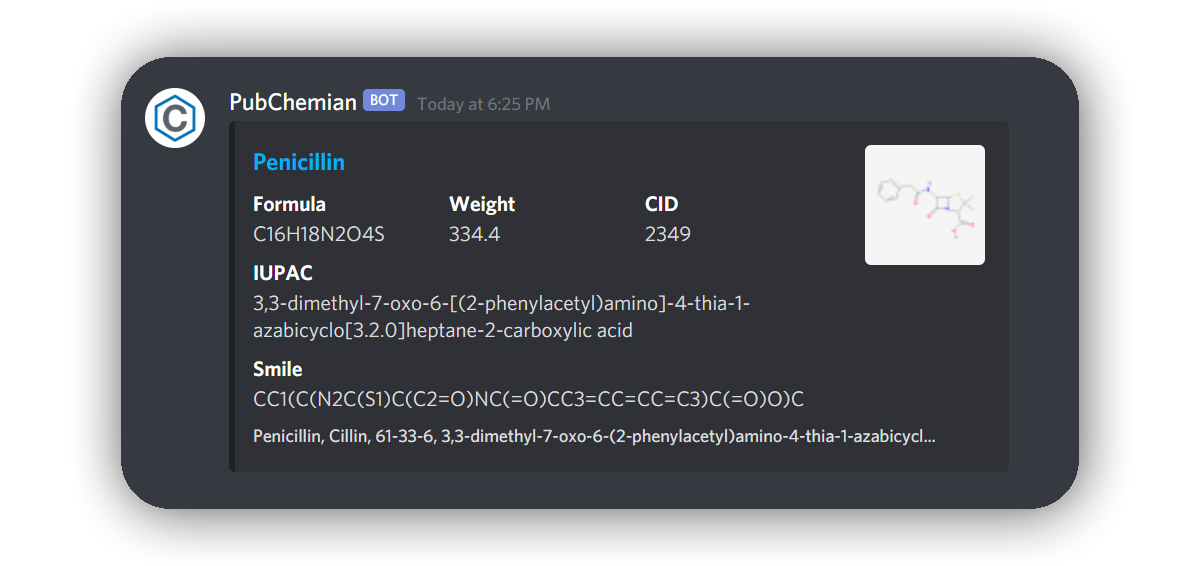 PubChemian BOT Today at 6:25 PM
Penicillin
Formula Weight CID
C16H18N2O4S 334.4 2349
IUPAC
3,3-dimethyl-7-oxo-6-[(2-phenylacetyl)amino]-4-thia-1-
azabicyclo[3.2.0]heptane-2-carboxylic acid
Smile
CC1(C(N2C(S1)C(C2=O)NC(=O)CC3=CC=CC=C3)C(=O)O)C
Penicillin, Cillin, 61-33-6, 3,3-dimethyl-7-oxo-6-(2-phenylacetyl)amino-4-thia-1-azabicycl...